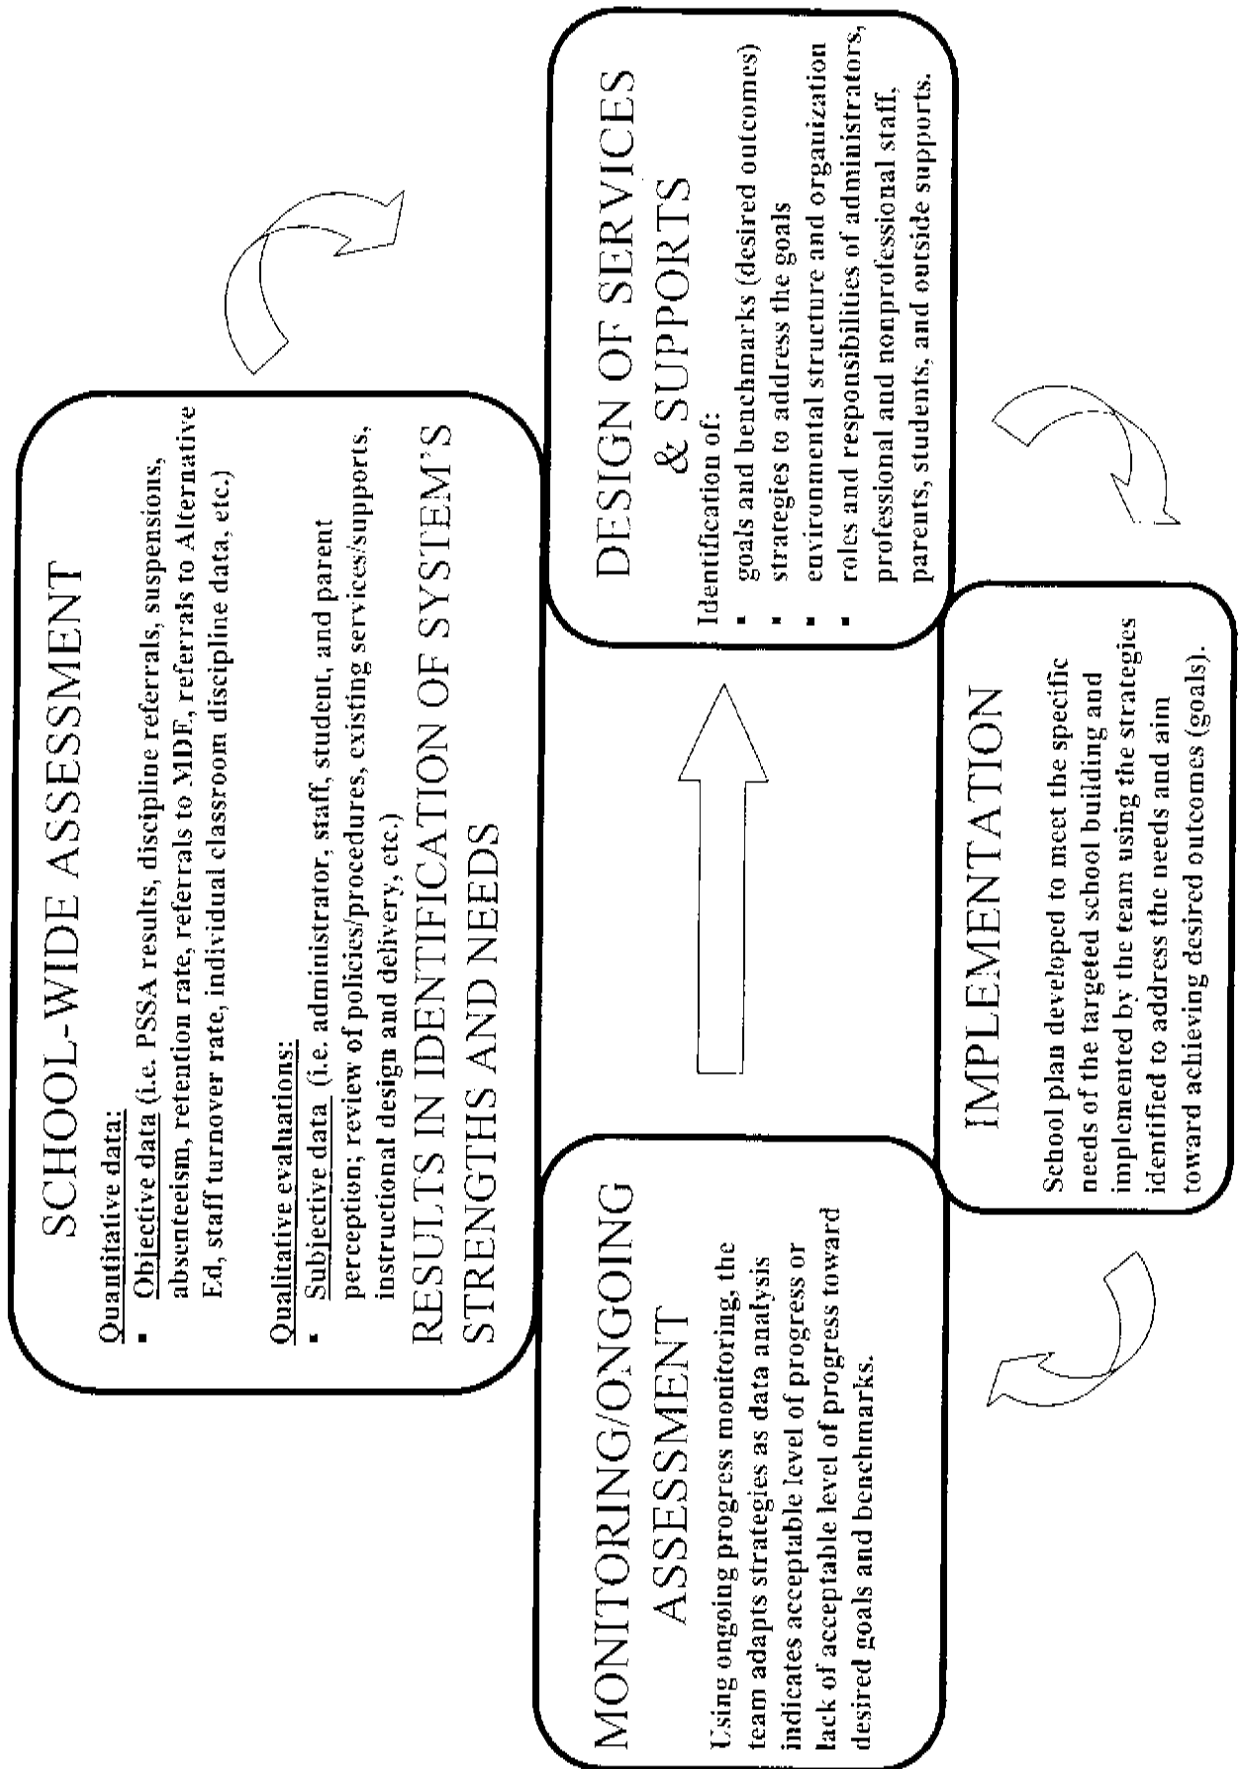 SCHOOL-WIDE ASSESSMENT
Quantitative data:
▪ Objective data (i.e. PSSA results, discipline referrals, suspensions,
absenteeism, retention rate, referrals to MDE, referrals to Alternative
Ed, staff turnover rate, individual classroom discipline data, etc.)
Qualitative evaluations:
▪ Subjective data (i.e. administrator, staff, student, and parent
perception; review of policies/procedures, existing services/supports,
instructional design and delivery, etc.)
RESULTS IN IDENTIFICATION OF SYSTEM'S
STRENGTHS AND NEEDS
DESIGN OF SERVICES
& SUPPORTS
Identification of:
▪ goals and benchmarks (desired outcomes)
▪ strategies to address the goals
▪ environmental structure and organization
▪ roles and responsibilities of administrators,
professional and nonprofessional staff,
parents, students, and outside supports.
IMPLEMENTATION
School plan developed to meet the specific
needs of the targeted school building and
implemented by the team using the strategies
identified to address the needs and aim
toward achieving desired outcomes (goals).
MONITORING/ONGOING
ASSESSMENT
Using ongoing progress monitoring, the
team adapts strategies as data analysis
indicates acceptable level of progress or
lack of acceptable level of progress toward
desired goals and benchmarks.